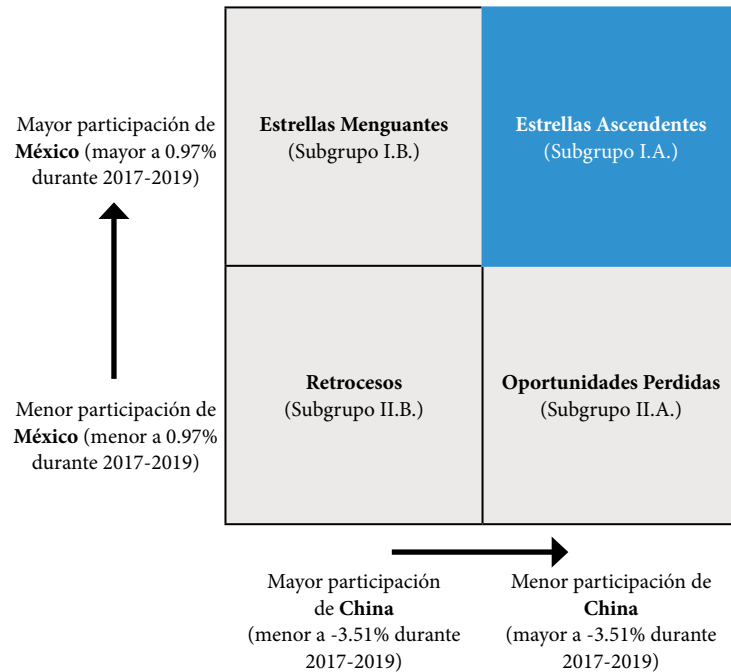 Mayor participación de
México (mayor a 0.97%
durante 2017-2019)
Estrellas Menguantes
(Subgrupo I.B.)
Estrellas Ascendentes
(Subgrupo I.A.)
Menor participación de
México (menor a 0.97%
durante 2017-2019)
Retrocesos
(Subgrupo II.B.)
Oportunidades Perdidas
(Subgrupo II.A.)
Mayor participación
de China
(menor a -3.51% durante
2017-2019)
Menor participación de
China
(mayor a -3.51% durante
2017-2019)